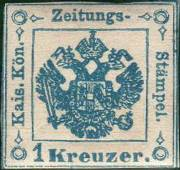 Kais. Kön.
Zeitungs-
Stämpel.
1 Kreuzer.